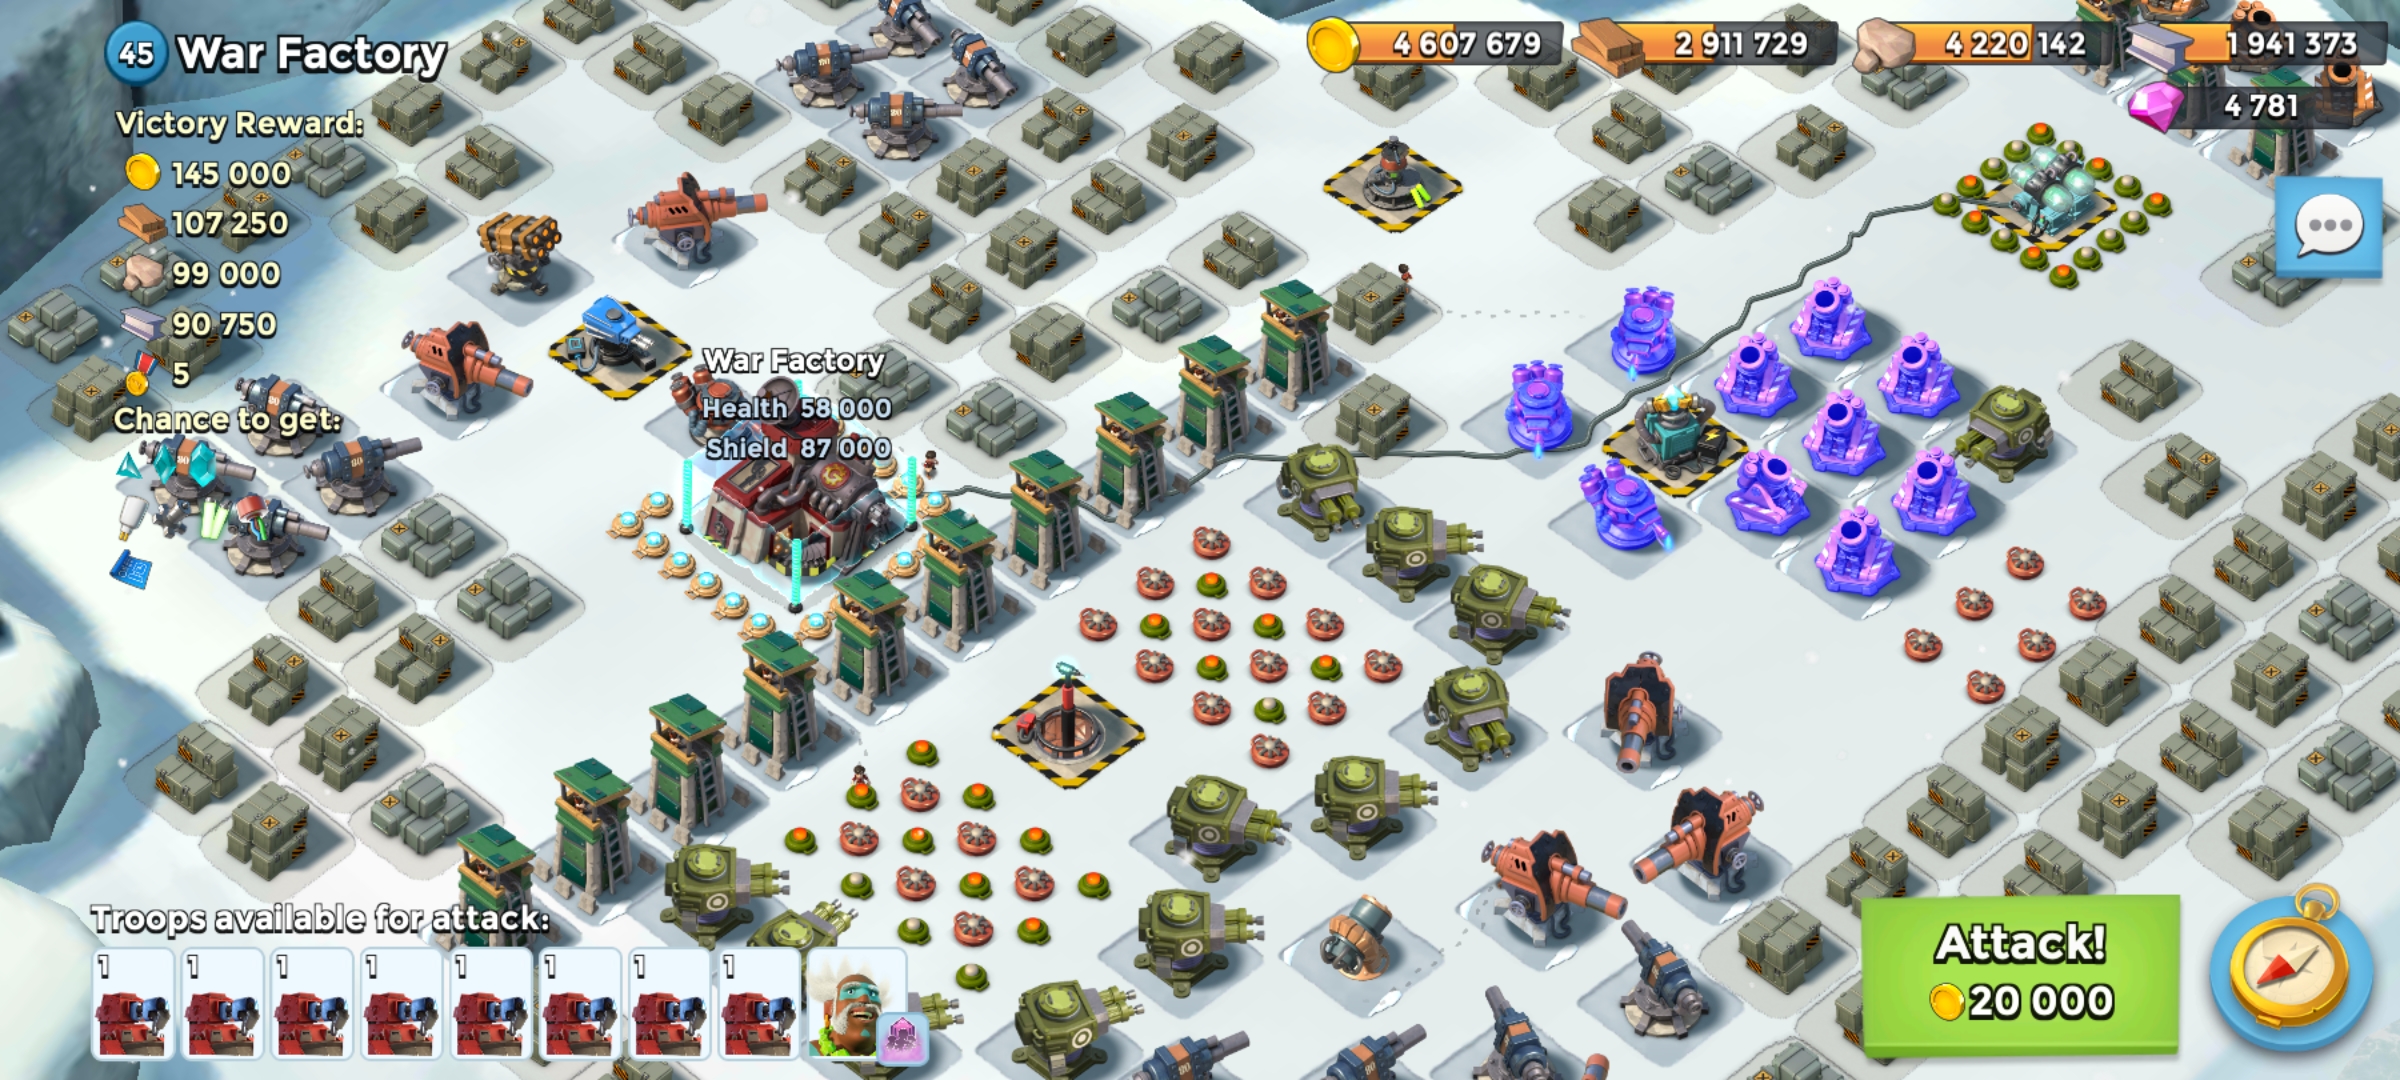 45 War Factory
4 607 679
2 911 729
4 220 142
1 941 373
4 781
Victory Reward:
145 000
107 250
99 000
90 750
5
Chance to get:
War Factory
Health 58 000
Shield 87 000
Troops available for attack:
1 1 1 1 1 1 1 1
Attack!
20 000